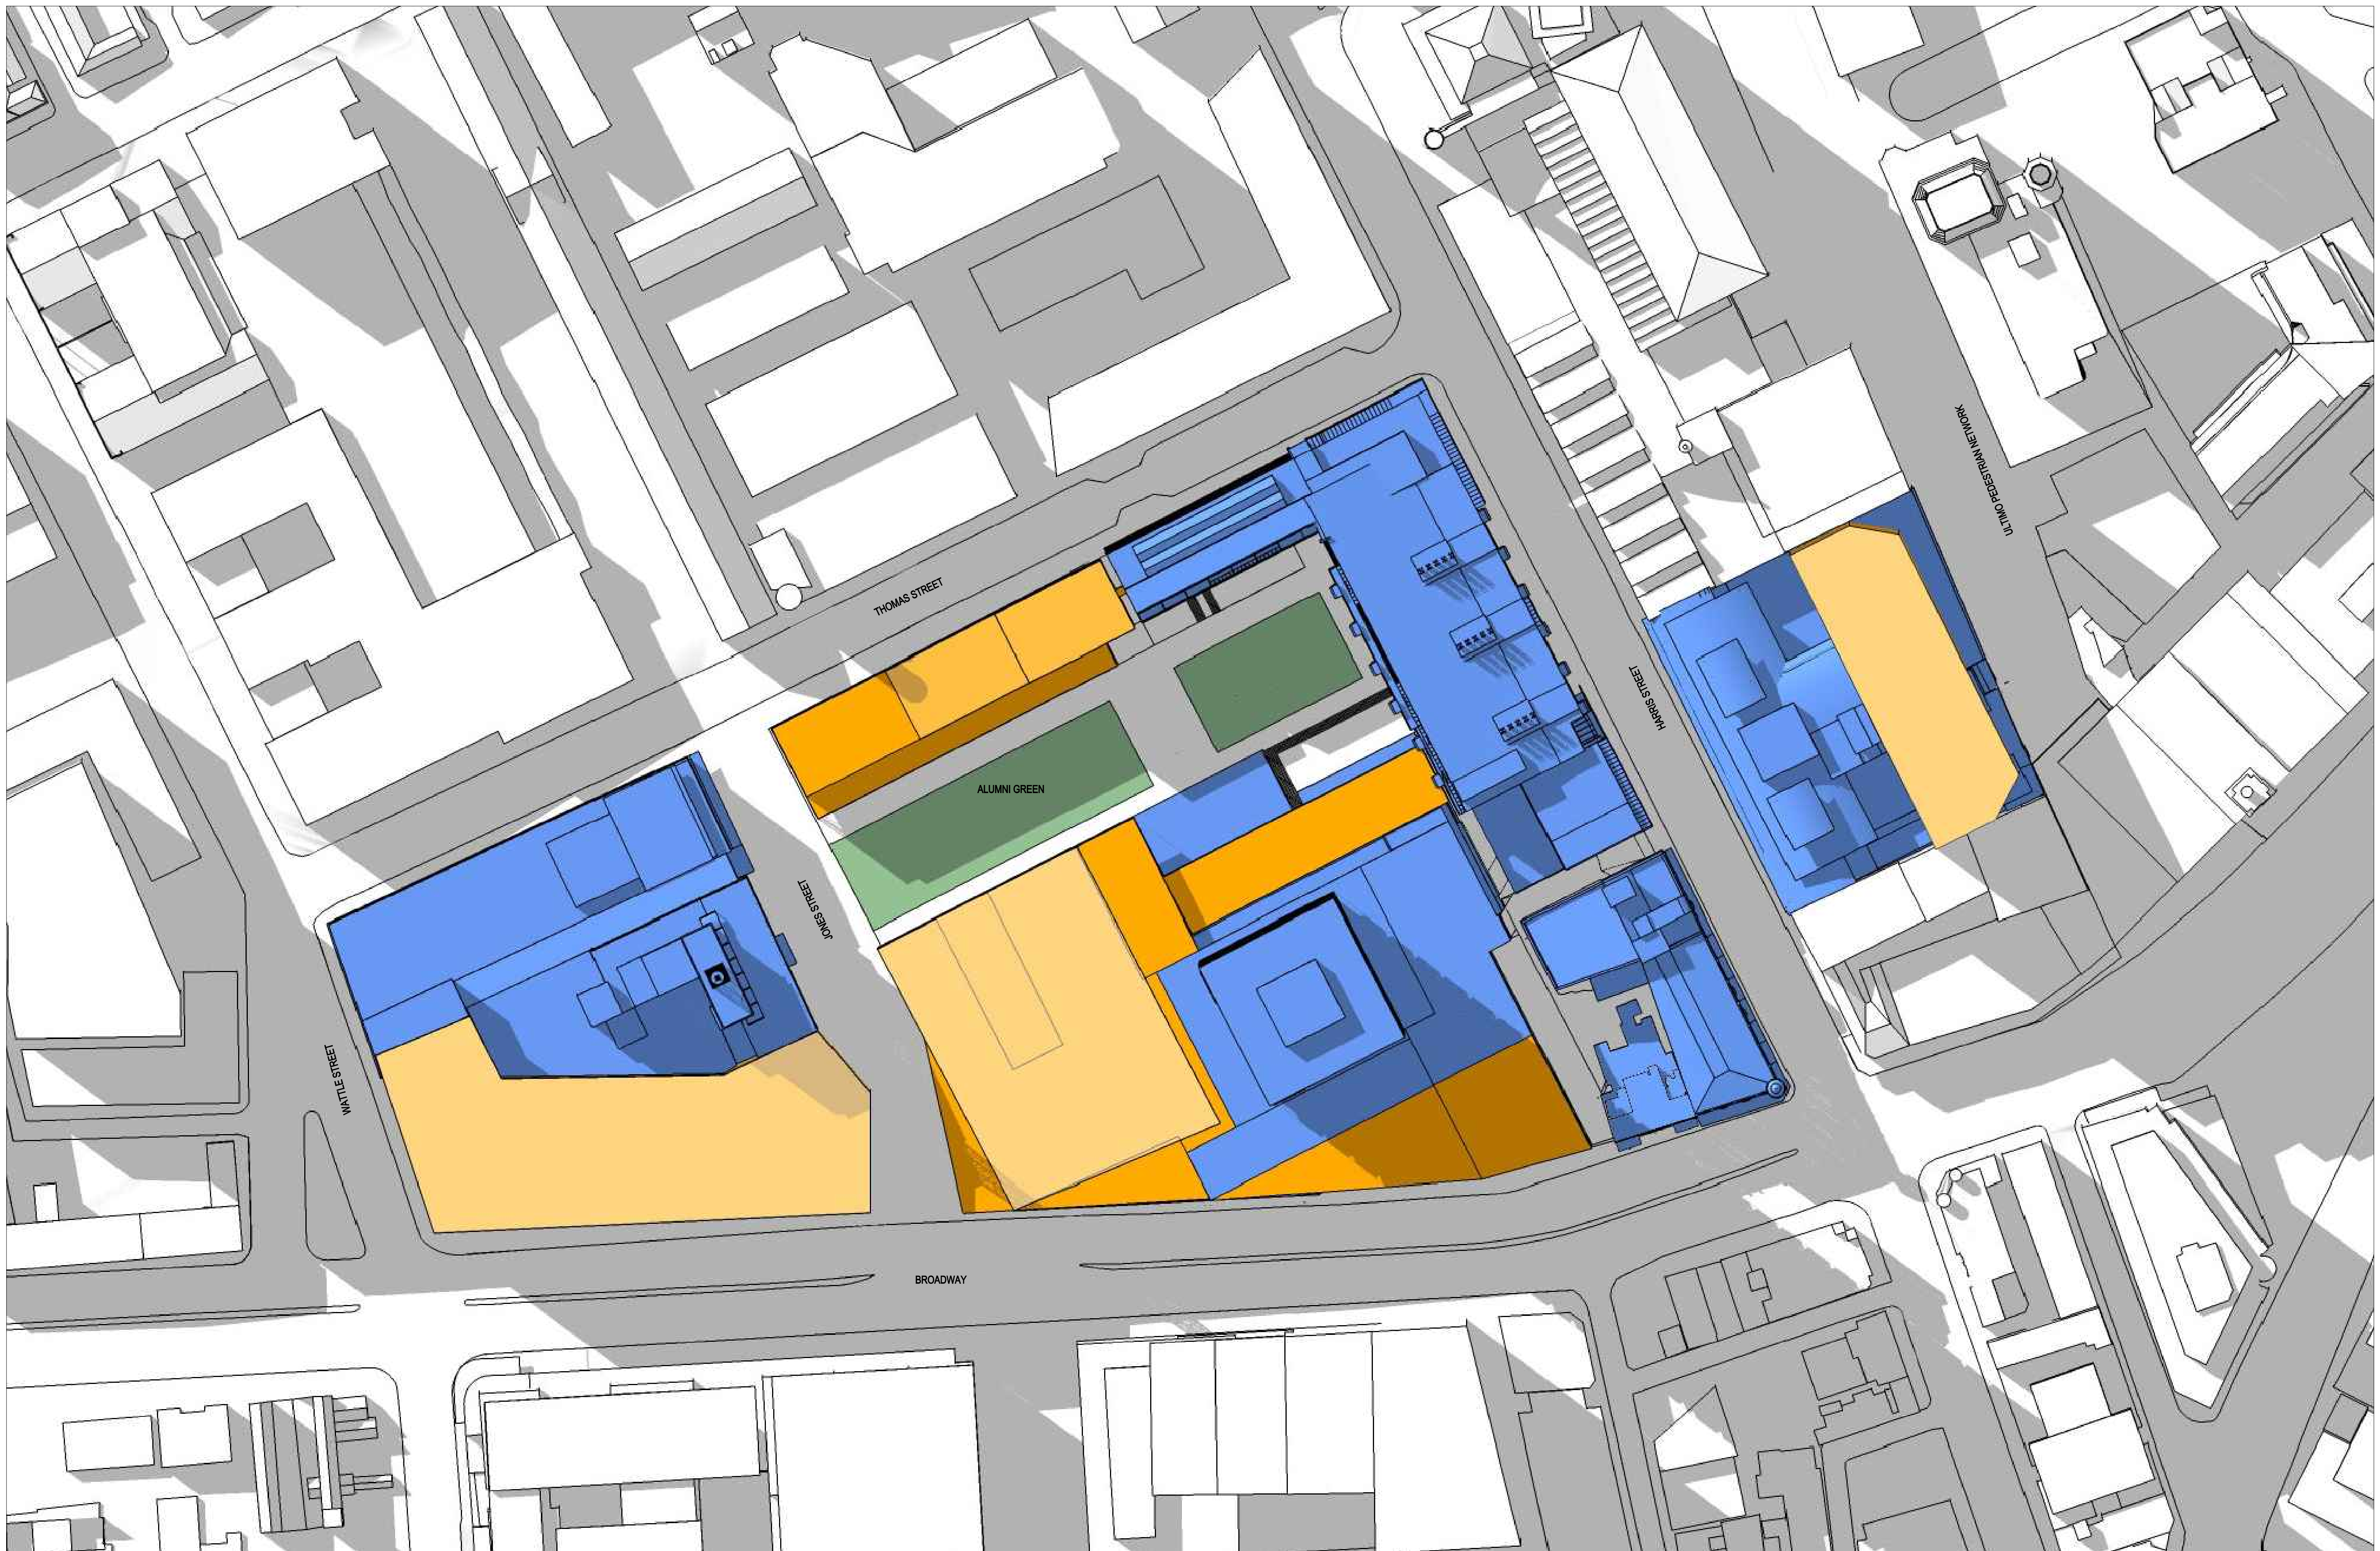 ULTIMO PEDESTRIAN NETWORK
THOMAS STREET
HARRIS STREET
ALUMNI GREEN
JONES STREET
WATTLE STREET
BROADWAY